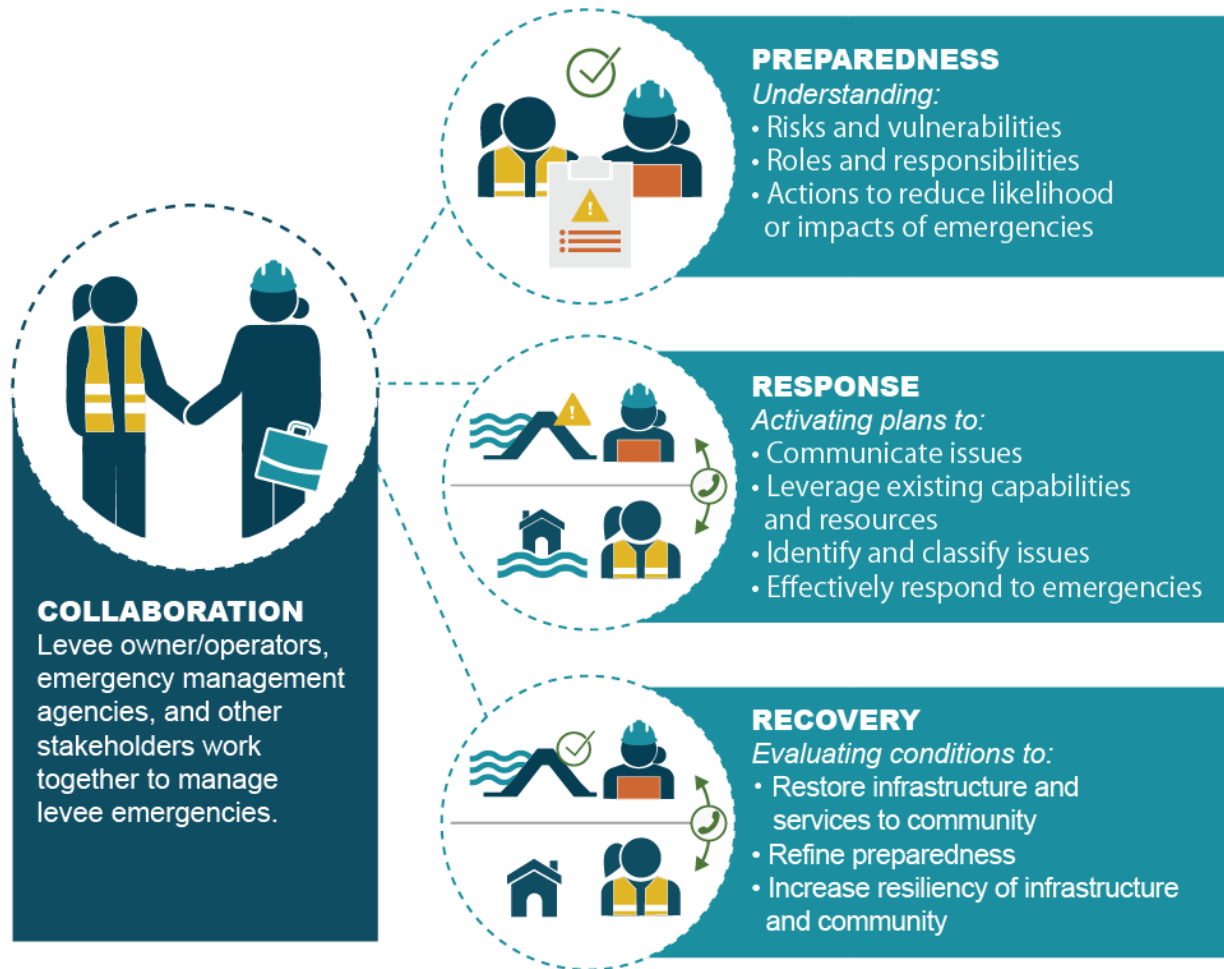 COLLABORATION
Levee owner/operators,
emergency management
agencies, and other
stakeholders work
together to manage
levee emergencies.
PREPAREDNESS
Understanding:
• Risks and vulnerabilities
• Roles and responsibilities
• Actions to reduce likelihood
or impacts of emergencies
RESPONSE
Activating plans to:
• Communicate issues
• Leverage existing capabilities
and resources
• Identify and classify issues
• Effectively respond to emergencies
RECOVERY
Evaluating conditions to:
• Restore infrastructure and
services to community
• Refine preparedness
• Increase resiliency of infrastructure
and community